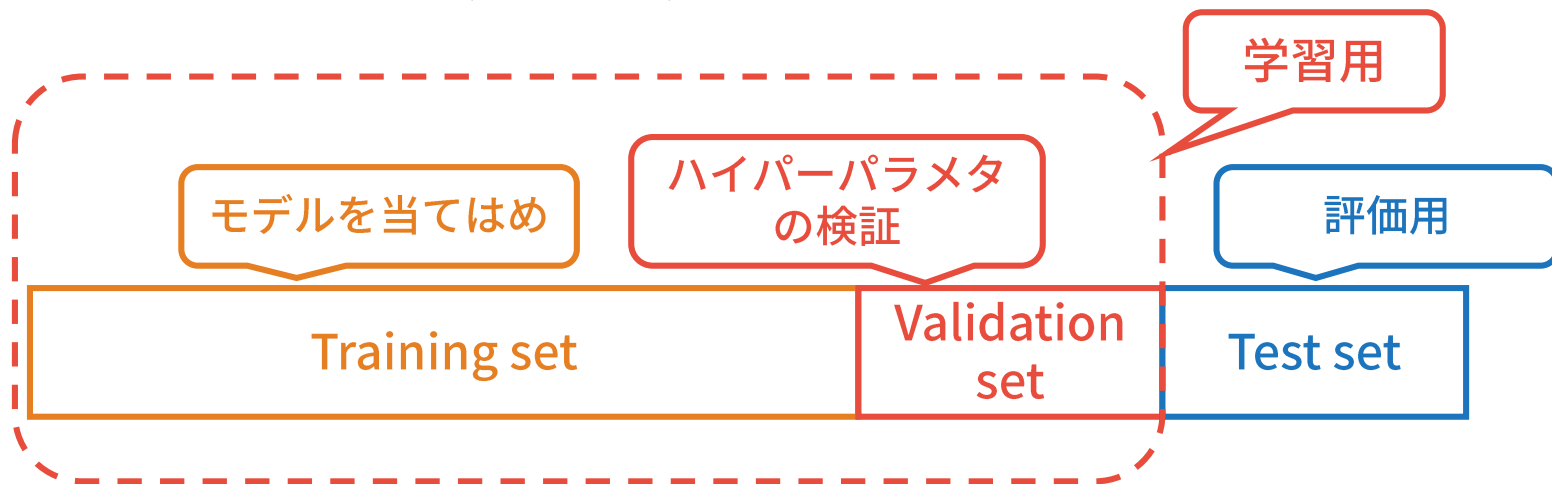 学習用
モデルを当てはめ
ハイパーパラメタ
の検証
評価用
Training set
Validation
set
Test set